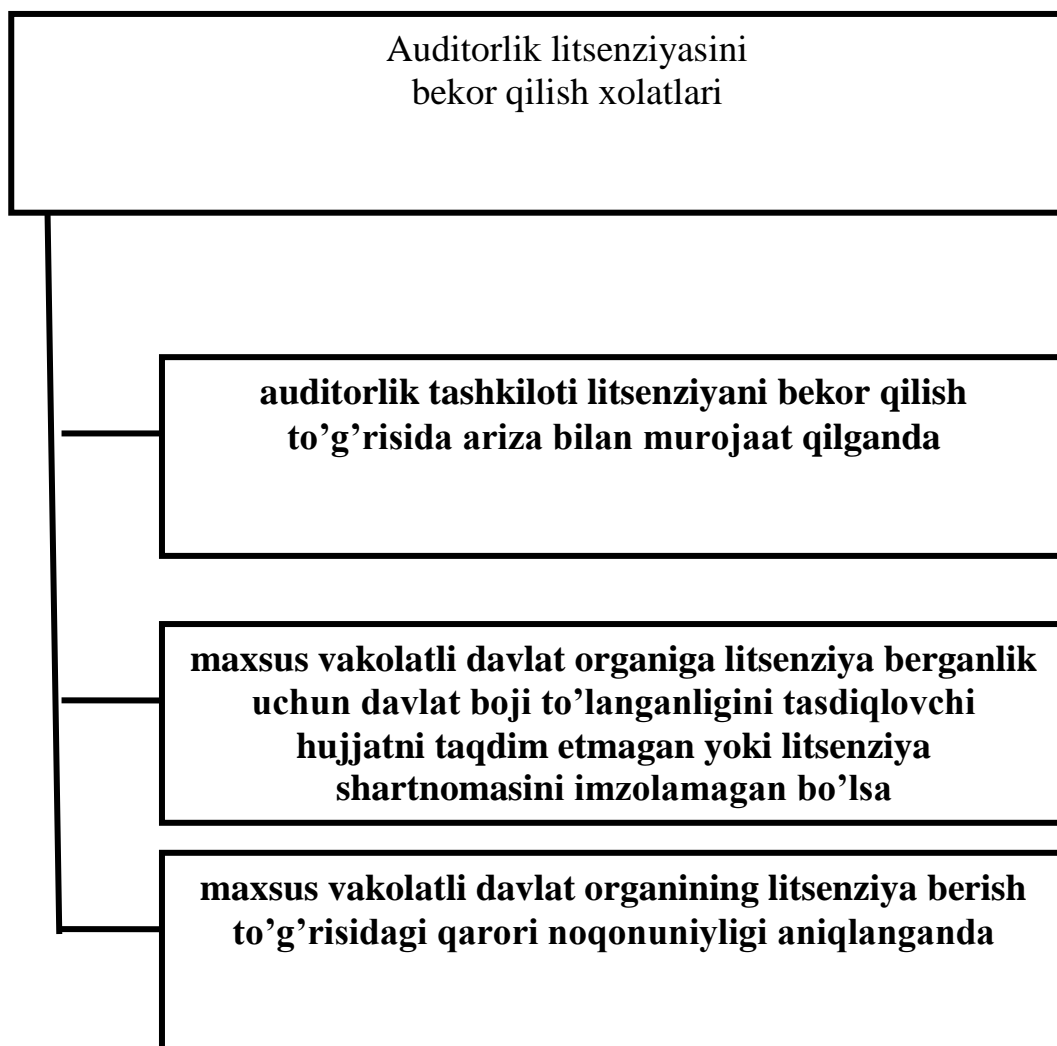 Auditorlik litsenziyasini
bekor qilish xolatlari
auditorlik tashkiloti litsenziyani bekor qilish
to’g’risida ariza bilan murojaat qilganda
maxsus vakolatli davlat organiga litsenziya berganlik
uchun davlat boji to’langanligini tasdiqlovchi
hujjatni taqdim etmagan yoki litsenziya
shartnomasini imzolamagan bo’lsa
maxsus vakolatli davlat organining litsenziya berish
to’g’risidagi qarori noqonuniyligi aniqlanganda